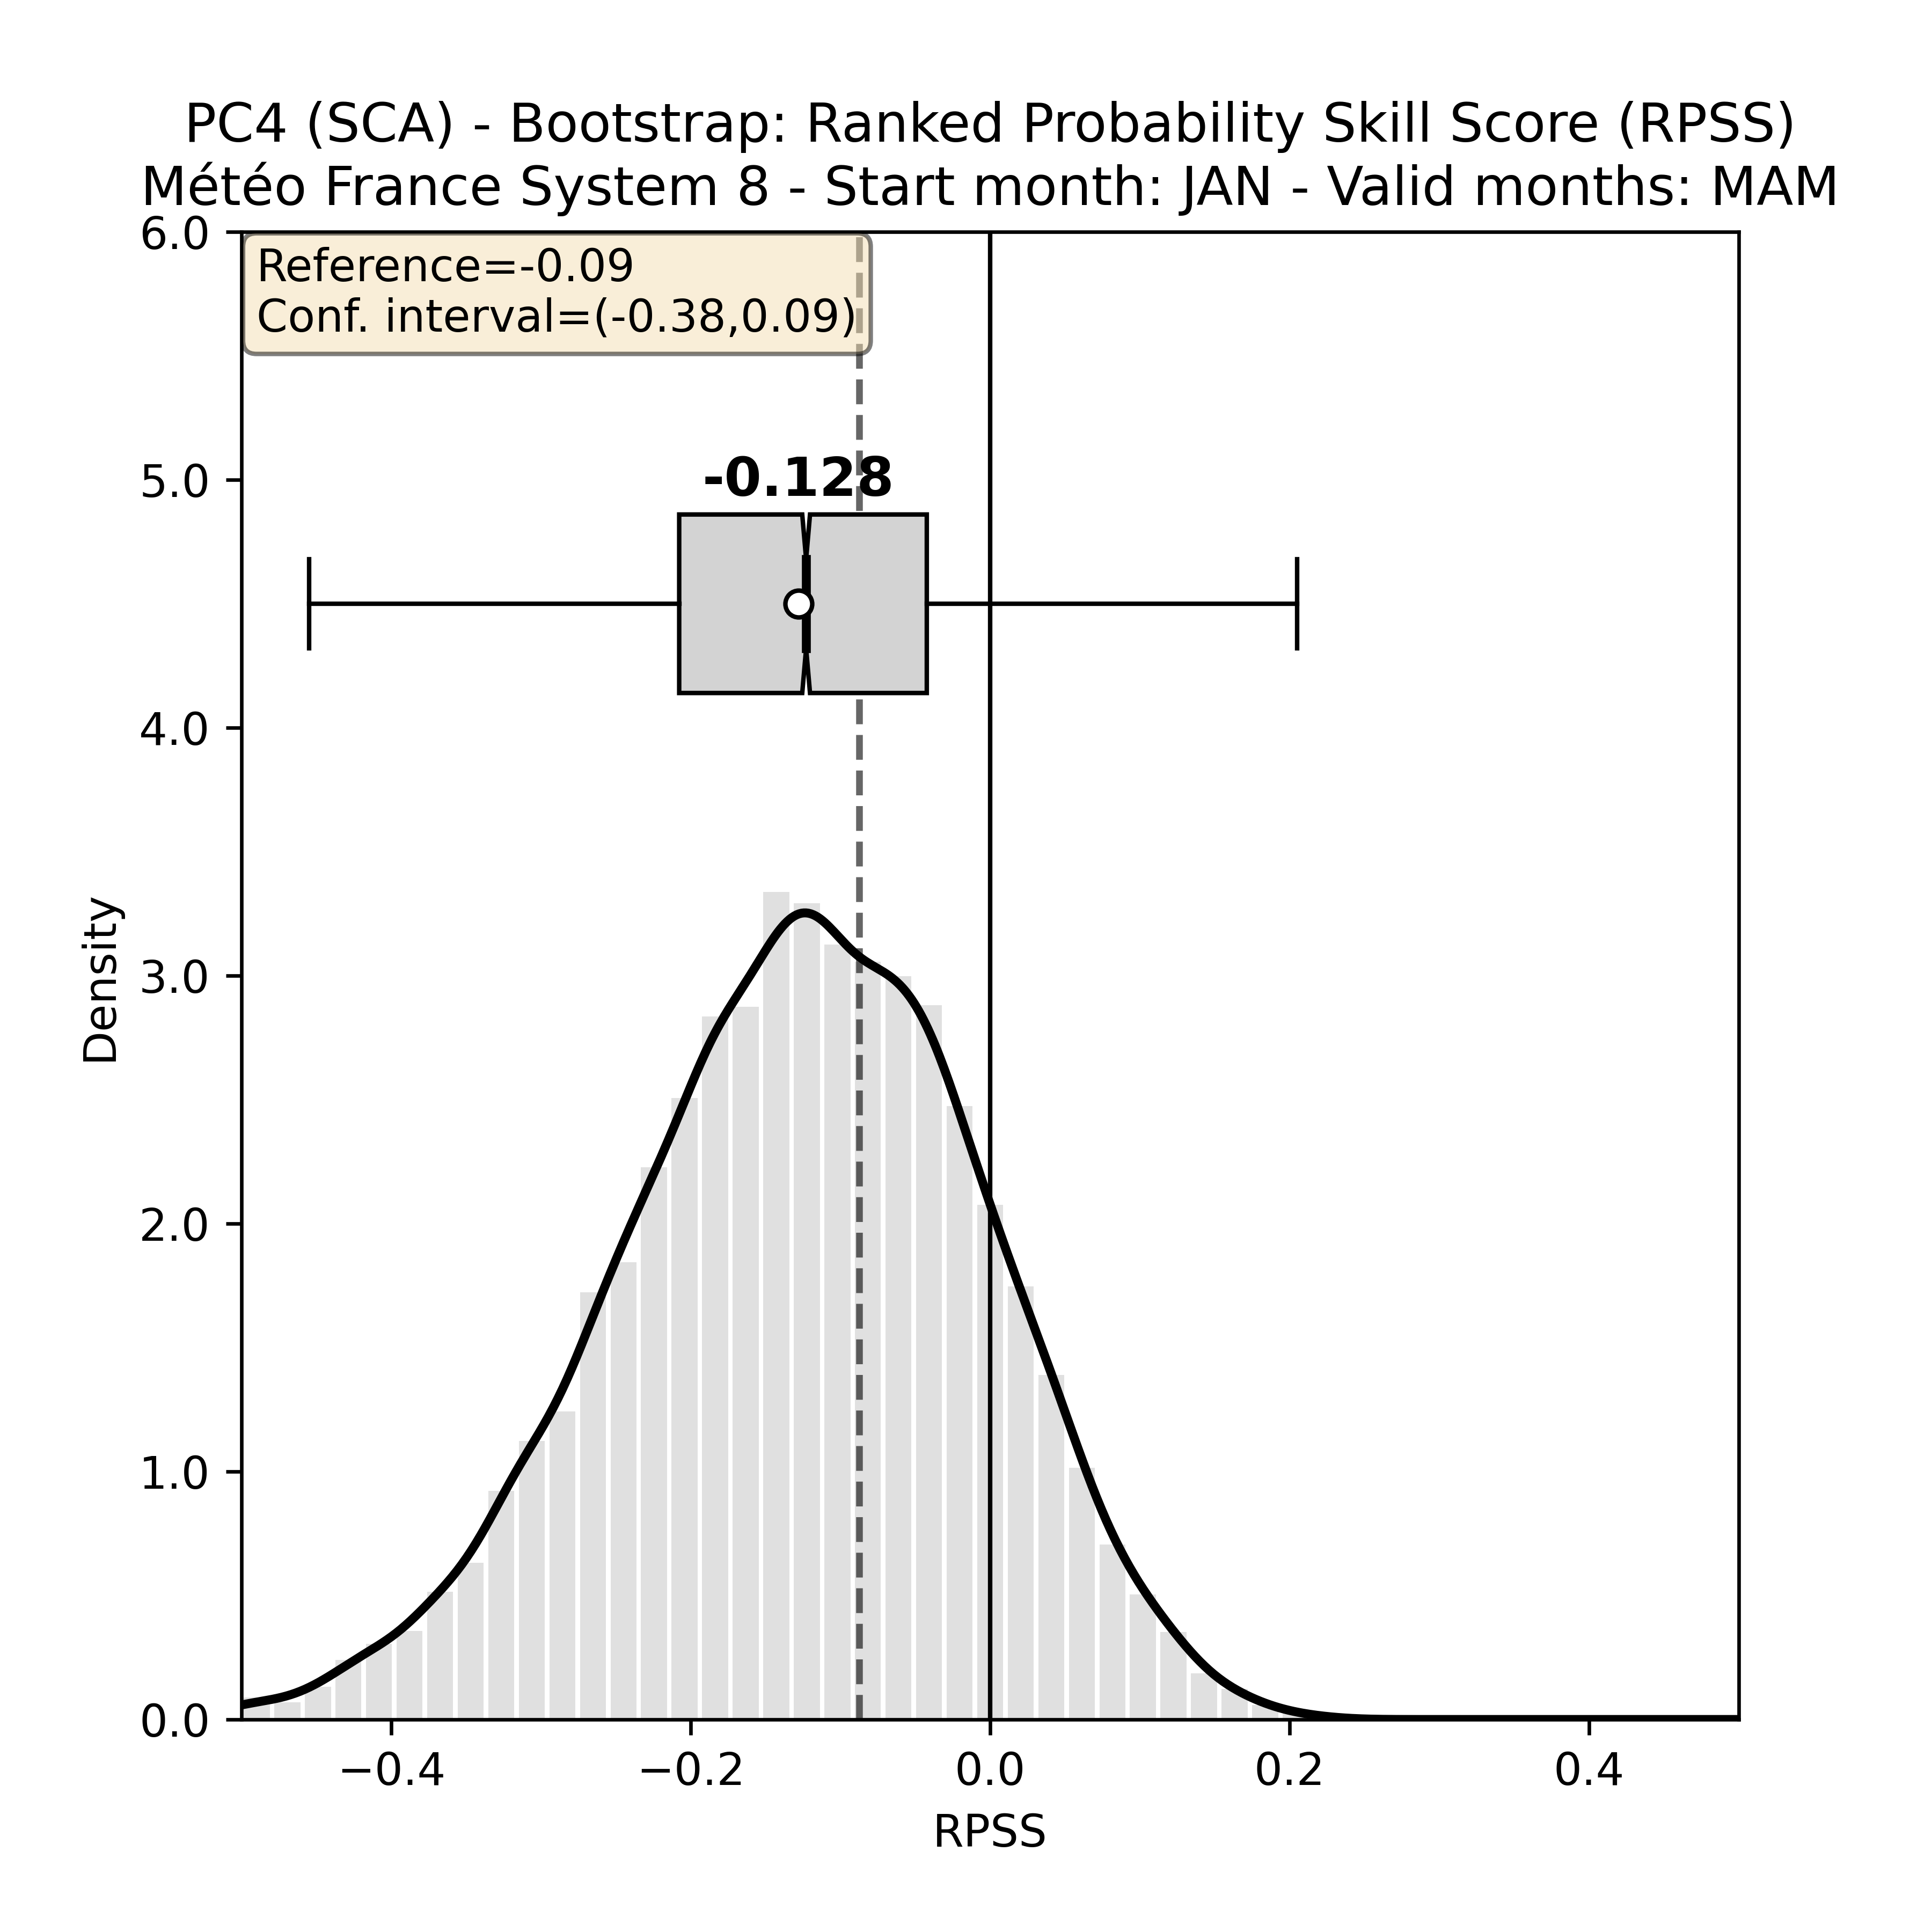 PC4 (SCA) - Bootstrap: Ranked Probability Skill Score (RPSS)
Météo France System 8 - Start month: JAN - Valid months: MAM
6.0
Reference=-0.09
Conf. interval=(-0.38,0.09)
-0.128
5.0
4.0
3.0
2.0
1.0
0.0
Density
−0.4 −0.2 0.0 0.2 0.4
RPSS